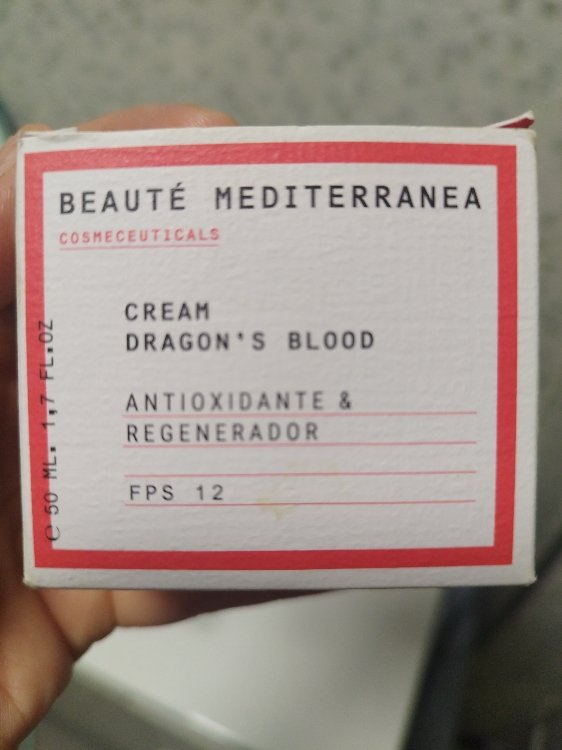 BEAUTÉ MEDITERRANEA
COSMECEUTICALS
CREAM
DRAGON'S BLOOD
ANTIOXIDANTE &
REGENERADOR
FPS 12
℮ 50 ML. 1,7 FL.OZ